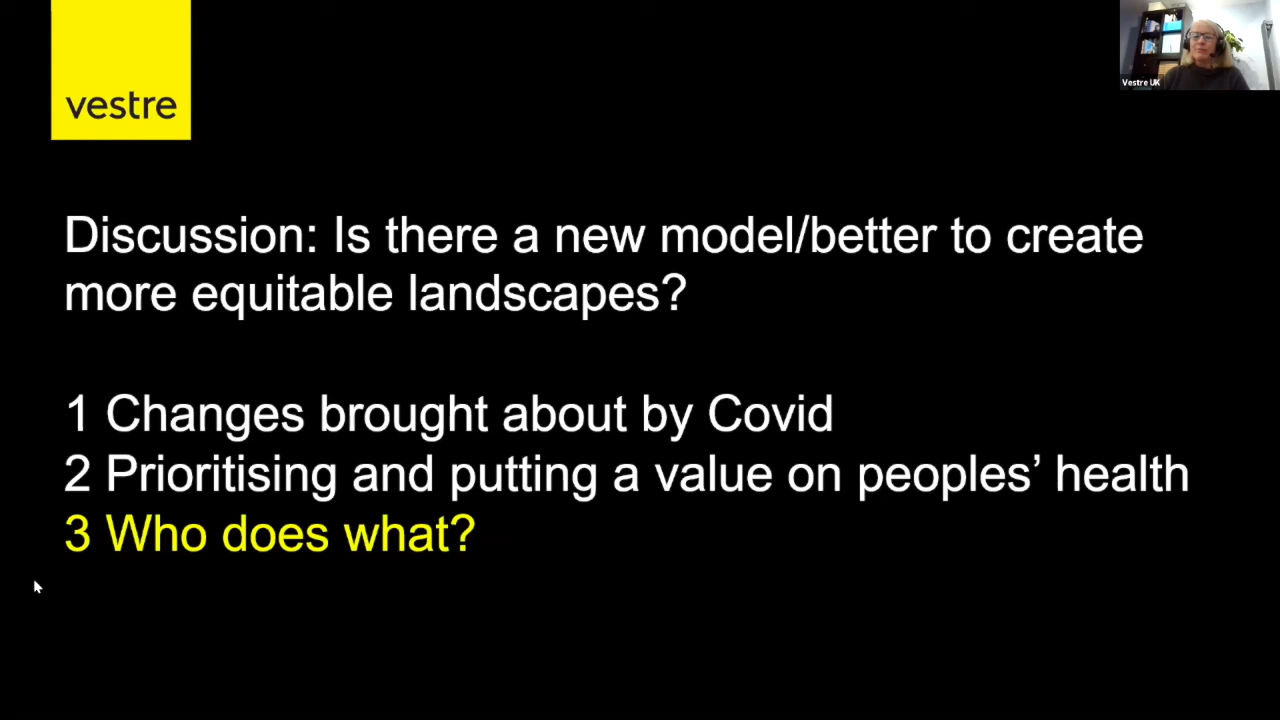 vestre
Vestre UK
Discussion: Is there a new model/better to create
more equitable landscapes?
1 Changes brought about by Covid
2 Prioritising and putting a value on peoples’ health
3 Who does what?